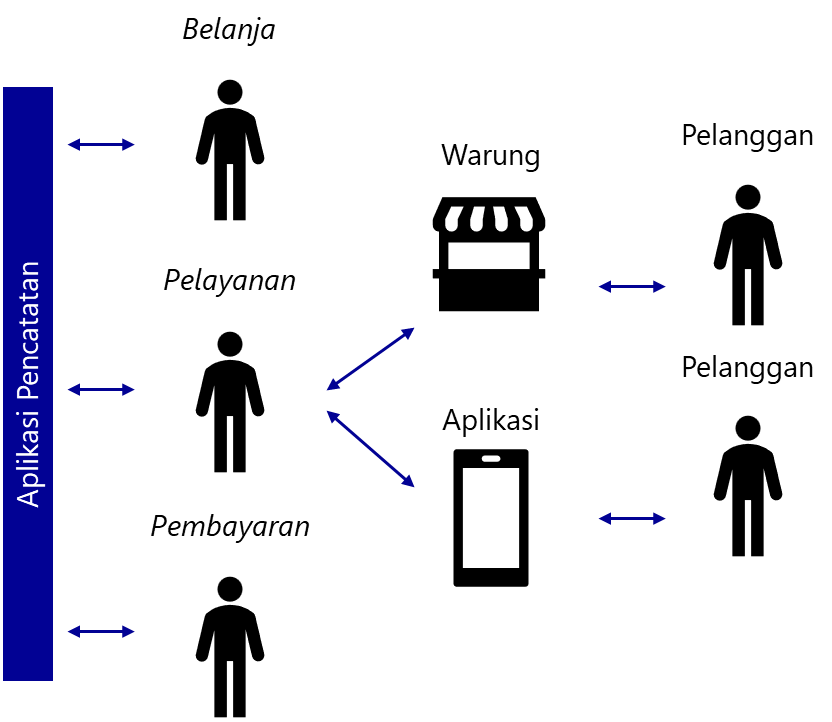 Belanja
Aplikasi Pencatatan
Pelayanan
Pembayaran
Warung
Aplikasi
Pelanggan
Pelanggan